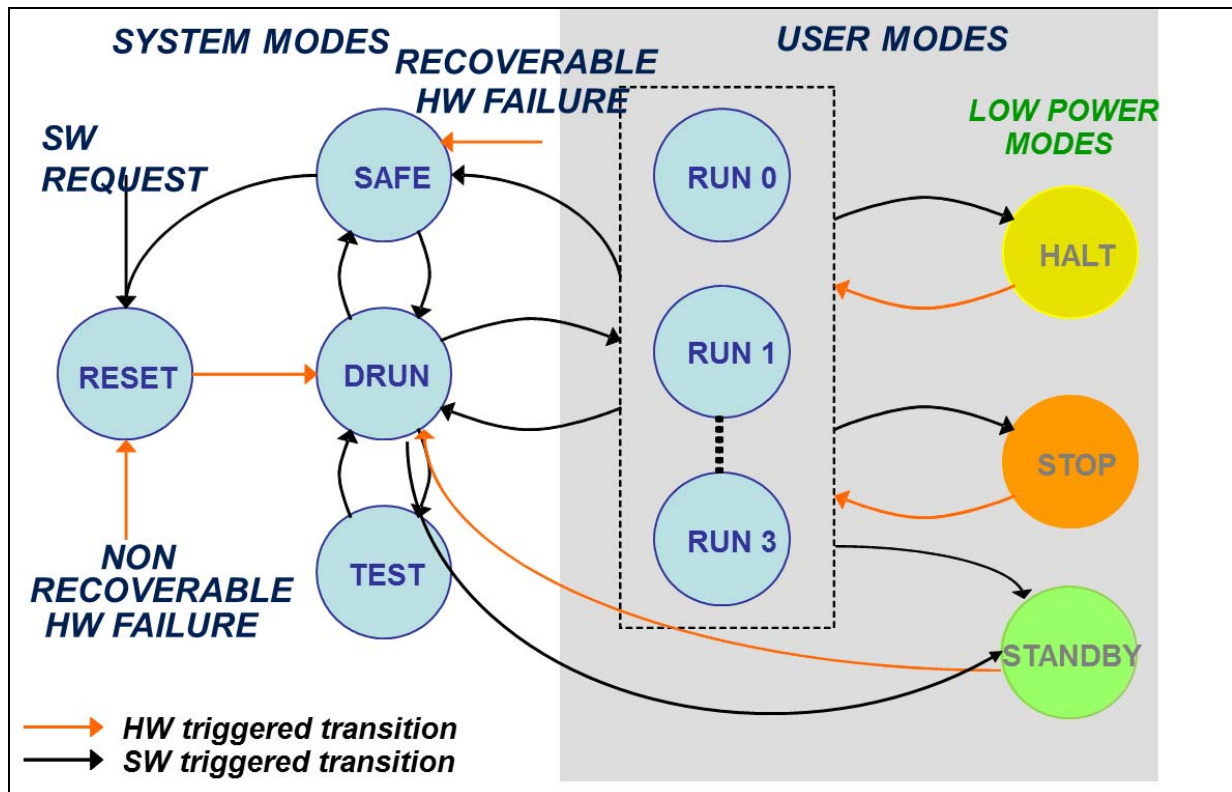 SYSTEM MODES
USER MODES
RECOVERABLE
HW FAILURE
LOW POWER
MODES
SW
REQUEST
SAFE
RUN 0
HALT
RESET
DRUN
RUN 1
STOP
TEST
RUN 3
NON
RECOVERABLE
HW FAILURE
STANDBY
HW triggered transition
SW triggered transition